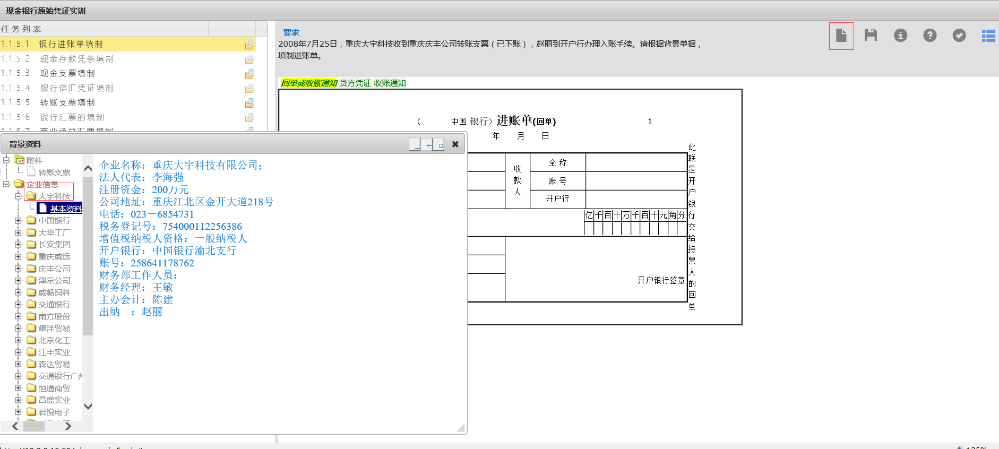 现金银行原始凭证实训
任务列表
1.1.5.1 银行进账单填制
1.1.5.2 现金存款凭条填制
1.1.5.3 现金支票填制
1.1.5.4 银行信汇凭证填制
1.1.5.5 转账支票填制
1.1.5.6 银行汇票的填制
1.1.5.7 商业承兑汇票填制
要求
2008年7月25日，重庆大宇科技收到重庆庆丰公司转账支票（已下账），赵丽到开户行办理入账手续。请根据背景单据，
填制进账单。
回单或收账通知 贷方凭证 收账通知
（ 中国 银行）进账单(回单) 1
年 月 日
收款人
全 称
账 号
开户行
亿千百十万千百十元角分
开户银行签章
此联是开户银行交给持票人的回单
背景资料
附件
转账支票
企业信息
大宇科技
基本资料
中国银行
大华工厂
长安集团
重庆威远
庆丰公司
津京公司
威畅饲料
交通银行
南方股份
耀洋贸易
北京化工
江丰实业
森达贸易
交通银行广州
恒通商贸
昌盛实业
君悦电子
企业名称：重庆大宇科技有限公司；
法人代表：李海强
注册资金：200万元
公司地址：重庆江北区金开大道218号
电话：023－6854731
税务登记号：754000112256386
增值税纳税人资格：一般纳税人
开户银行：中国银行渝北支行
账号：258641178762
财务部工作人员：
财务经理：王敏
主办会计：陈建
出纳 ：赵丽
125%